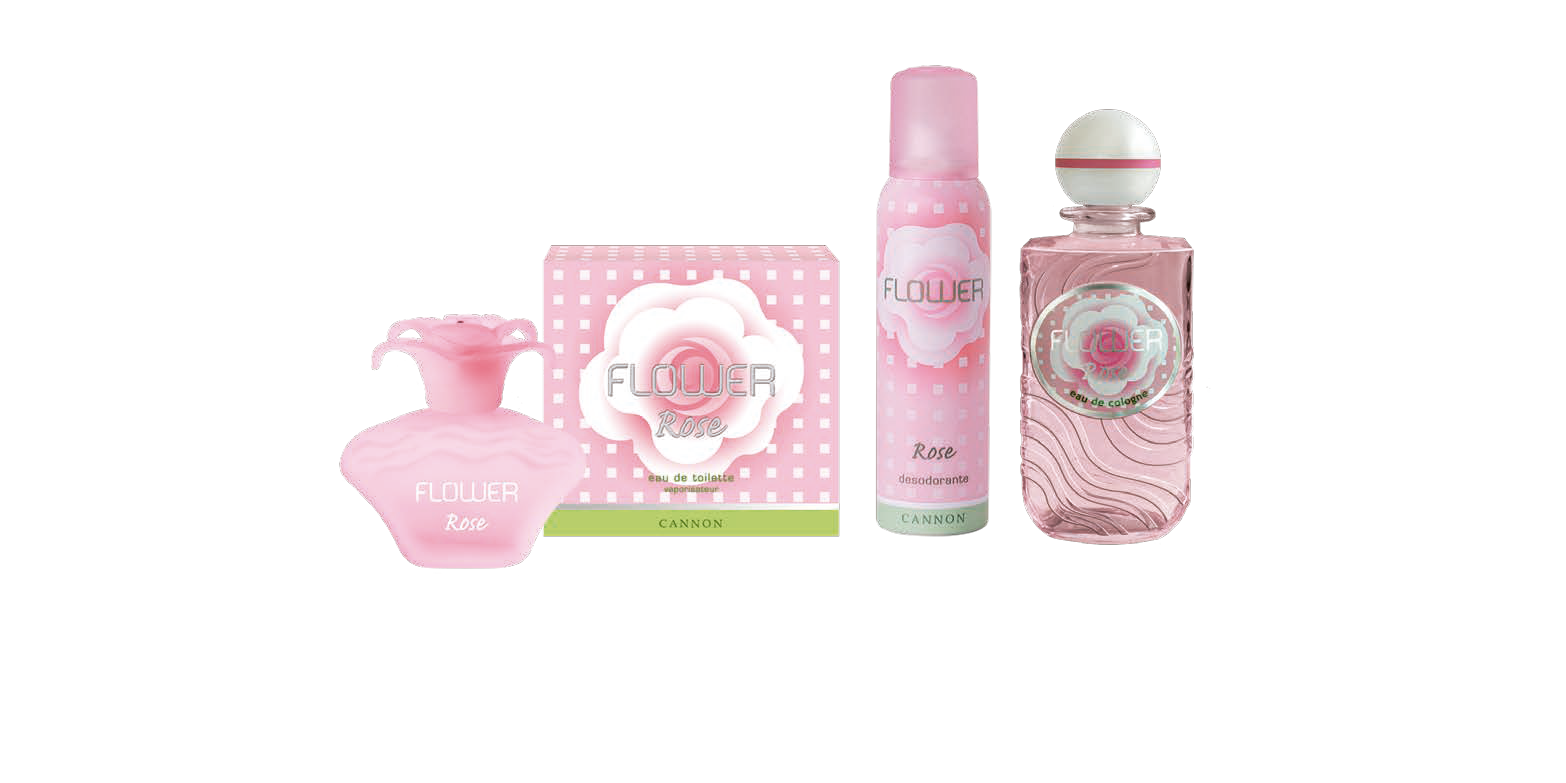 FLOWER
Rose
FLOWER
Rose
eau de toilette
vaporisateur
CANNON
FLOWER
Rose
desodorante
CANNON
FLOWER
Rose
eau de cologne